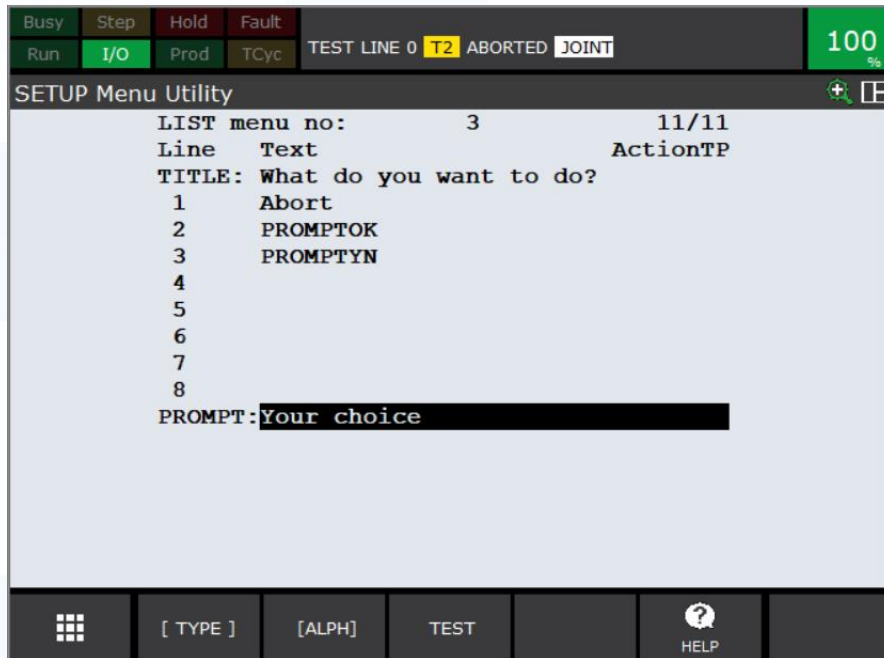 Busy Step Hold Fault
Run I/O Prod TCyc TEST LINE 0 T2 ABORTED JOINT 100 %
SETUP Menu Utility
LIST menu no: 3 11/11
Line Text ActionTP
TITLE: What do you want to do?
1 Abort
2 PROMPTOK
3 PROMPTYN
4
5
6
7
8
PROMPT:Your choice
[ TYPE ] [ALPH] TEST HELP